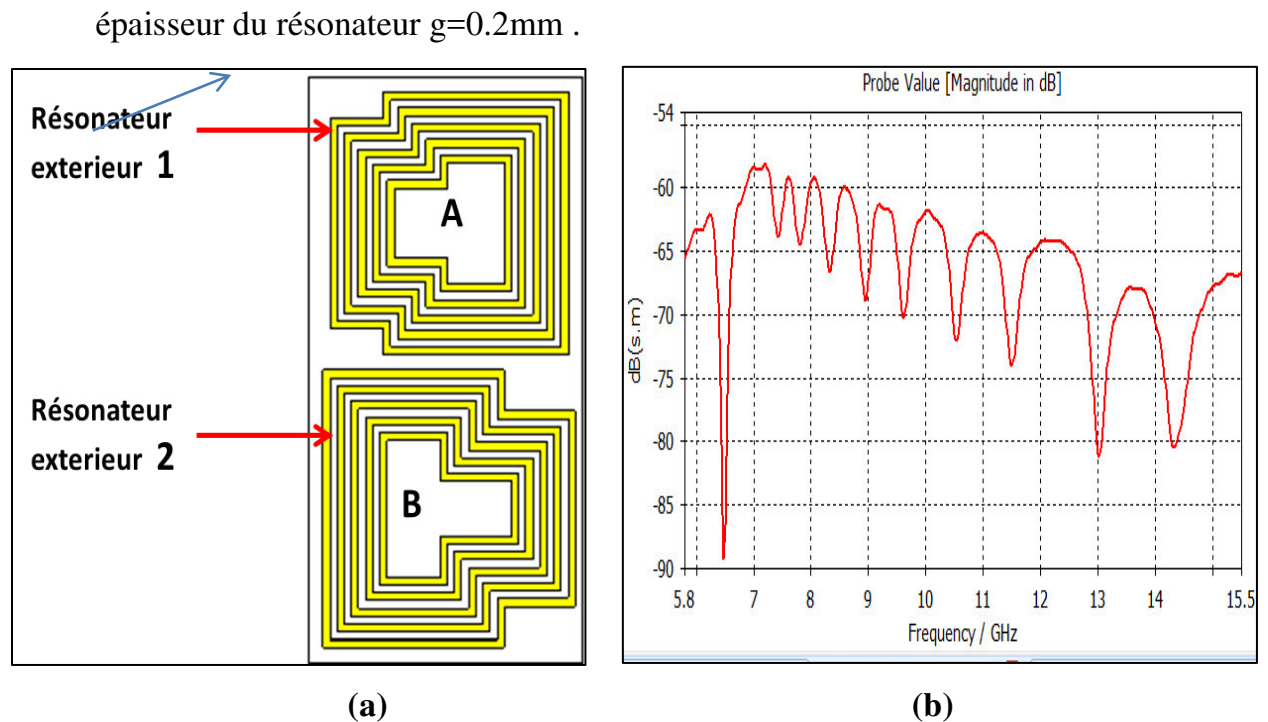 épaisseur du résonateur g=0.2mm .
Résonateur
exterieur 1
A
Résonateur
exterieur 2
B
(a)
Probe Value [Magnitude in dB]
-54
-60
-65
-70
-75
-80
-85
-90
dB(s.m)
5.8 7 8 9 10 11 12 13 14 15.5
Frequency / GHz
(b)